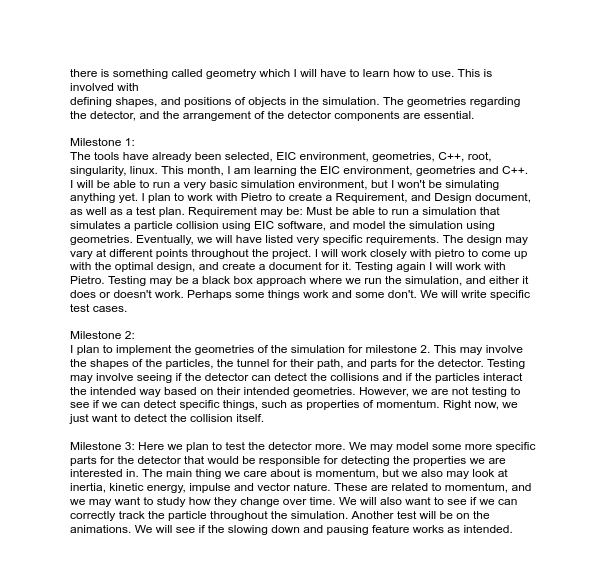 there is something called geometry which I will have to learn how to use. This is
involved with
defining shapes, and positions of objects in the simulation. The geometries regarding
the detector, and the arrangement of the detector components are essential.
Milestone 1:
The tools have already been selected, EIC environment, geometries, C++, root,
singularity, linux. This month, I am learning the EIC environment, geometries and C++.
I will be able to run a very basic simulation environment, but I won't be simulating
anything yet. I plan to work with Pietro to create a Requirement, and Design document,
as well as a test plan. Requirement may be: Must be able to run a simulation that
simulates a particle collision using EIC software, and model the simulation using
geometries. Eventually, we will have listed very specific requirements. The design may
vary at different points throughout the project. I will work closely with pietro to come up
with the optimal design, and create a document for it. Testing again I will work with
Pietro. Testing may be a black box approach where we run the simulation, and either it
does or doesn't work. Perhaps some things work and some don't. We will write specific
test cases.
Milestone 2:
I plan to implement the geometries of the simulation for milestone 2. This may involve
the shapes of the particles, the tunnel for their path, and parts for the detector. Testing
may involve seeing if the detector can detect the collisions and if the particles interact
the intended way based on their intended geometries. However, we are not testing to
see if we can detect specific things, such as properties of momentum. Right now, we
just want to detect the collision itself.
Milestone 3: Here we plan to test the detector more. We may model some more specific
parts for the detector that would be responsible for detecting the properties we are
interested in. The main thing we care about is momentum, but we also may look at
inertia, kinetic energy, impulse and vector nature. These are related to momentum, and
we may want to study how they change over time. We will also want to see if we can
correctly track the particle throughout the simulation. Another test will be on the
animations. We will see if the slowing down and pausing feature works as intended.